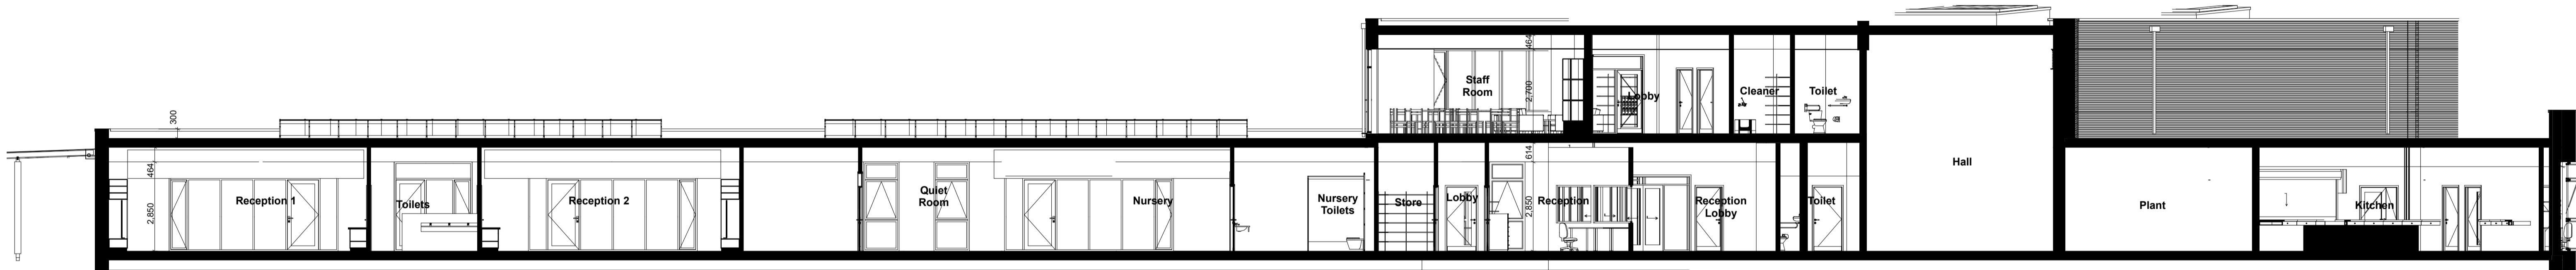 464
Staff
Room
2,700
Lobby
Cleaner
Toilet
300
464
2,850
Reception 1
Toilets
Reception 2
Quiet
Room
Nursery
Nursery
Toilets
Store
Lobby
614
2,850
Reception
Reception
Lobby
Toilet
Hall
Plant
Kitchen